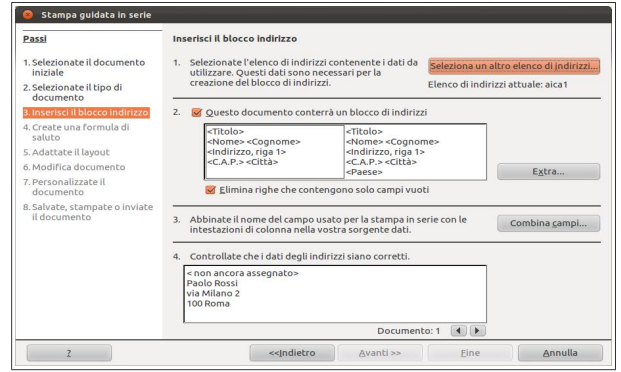 Stampa guidata in serie
Passi
1. Selezionate il documento
iniziale
2. Selezionate il tipo di
documento
3. Inserisci il blocco indirizzo
4. Create una formula di
saluto
5. Adattate il layout
6. Modifica documento
7. Personalizzate il
documento
8. Salvate, stampate o inviate
il documento
Inserisci il blocco indirizzo
1. Selezionate l'elenco di indirizzi contenente i dati da
utilizzare. Questi dati sono necessari per la
creazione del blocco di indirizzi.
Seleziona un altro elenco di indirizzi...
Elenco di indirizzi attuale: aica1
2. Questo documento conterrà un blocco di indirizzi
<Titolo>
<Nome> <Cognome>
<Indirizzo, riga 1>
<C.A.P.> <Città>
<Titolo>
<Nome> <Cognome>
<Indirizzo, riga 1>
<C.A.P.> <Città>
<Paese>
Extra...
Elimina righe che contengono solo campi vuoti
3. Abbinate il nome del campo usato per la stampa in serie con le
intestazioni di colonna nella vostra sorgente dati.
Combina campi...
4. Controllate che i dati degli indirizzi siano corretti.
< non ancora assegnato>
Paolo Rossi
via Milano 2
100 Roma
Documento: 1
?
<<Indietro
Avanti >>
Fine
Annulla